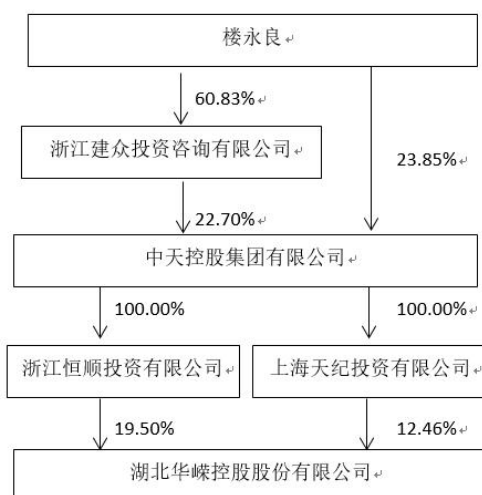 楼永良
60.83%
浙江建众投资咨询有限公司
23.85%
22.70%
中天控股集团有限公司
100.00%
100.00%
浙江恒顺投资有限公司
上海天纪投资有限公司
19.50%
12.46%
湖北华嵘控股股份有限公司